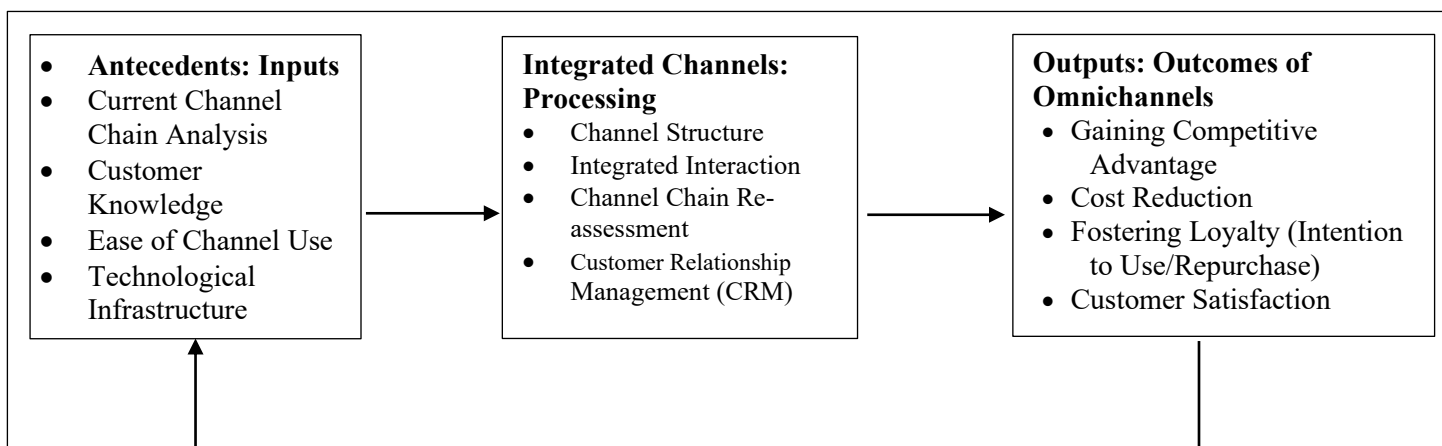 • Antecedents: Inputs
• Current Channel
Chain Analysis
• Customer
Knowledge
• Ease of Channel Use
• Technological
Infrastructure
Integrated Channels:
Processing
• Channel Structure
• Integrated Interaction
• Channel Chain Re-
assessment
• Customer Relationship
Management (CRM)
Outputs: Outcomes of
Omnichannels
• Gaining Competitive
Advantage
• Cost Reduction
• Fostering Loyalty (Intention
to Use/Repurchase)
• Customer Satisfaction